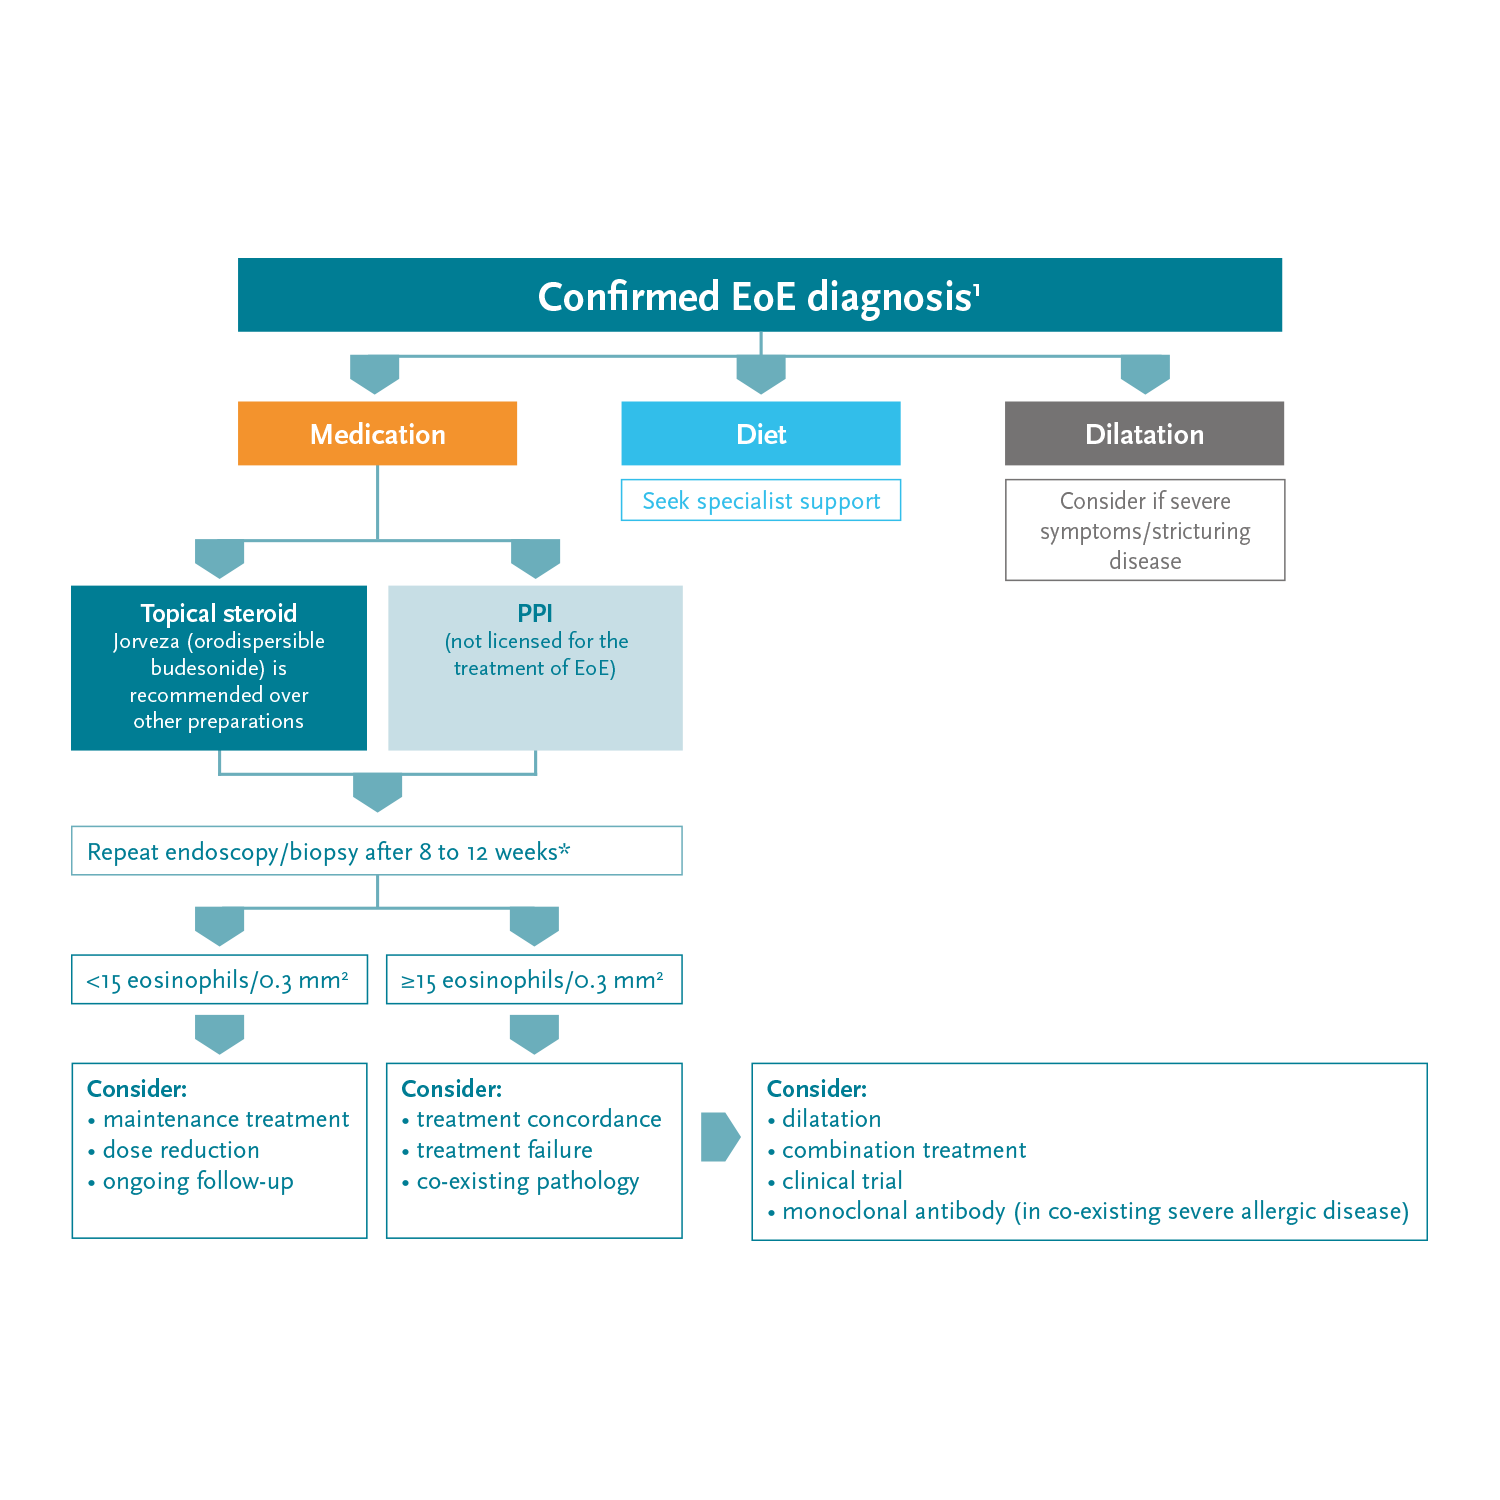 Confirmed EoE diagnosis¹
Medication
Diet
Dilatation
Seek specialist support
Consider if severe
symptoms/stricturing
disease
Topical steroid
Jorveza (orodispersible
budesonide) is
recommended over
other preparations
PPI
(not licensed for the
treatment of EoE)
Repeat endoscopy/biopsy after 8 to 12 weeks*
<15 eosinophils/0.3 mm²
≥15 eosinophils/0.3 mm²
Consider:
• maintenance treatment
• dose reduction
• ongoing follow-up
Consider:
• treatment concordance
• treatment failure
• co-existing pathology
Consider:
• dilatation
• combination treatment
• clinical trial
• monoclonal antibody (in co-existing severe allergic disease)